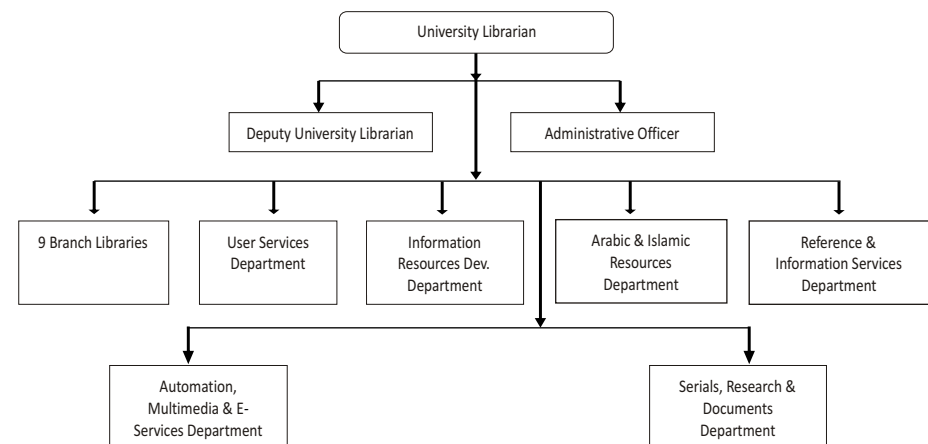 University Librarian
Deputy University Librarian
Administrative Officer
9 Branch Libraries
User Services
Department
Information
Resources Dev.
Department
Arabic & Islamic
Resources
Department
Reference &
Information Services
Department
Automation,
Multimedia & E-
Services Department
Serials, Research &
Documents
Department